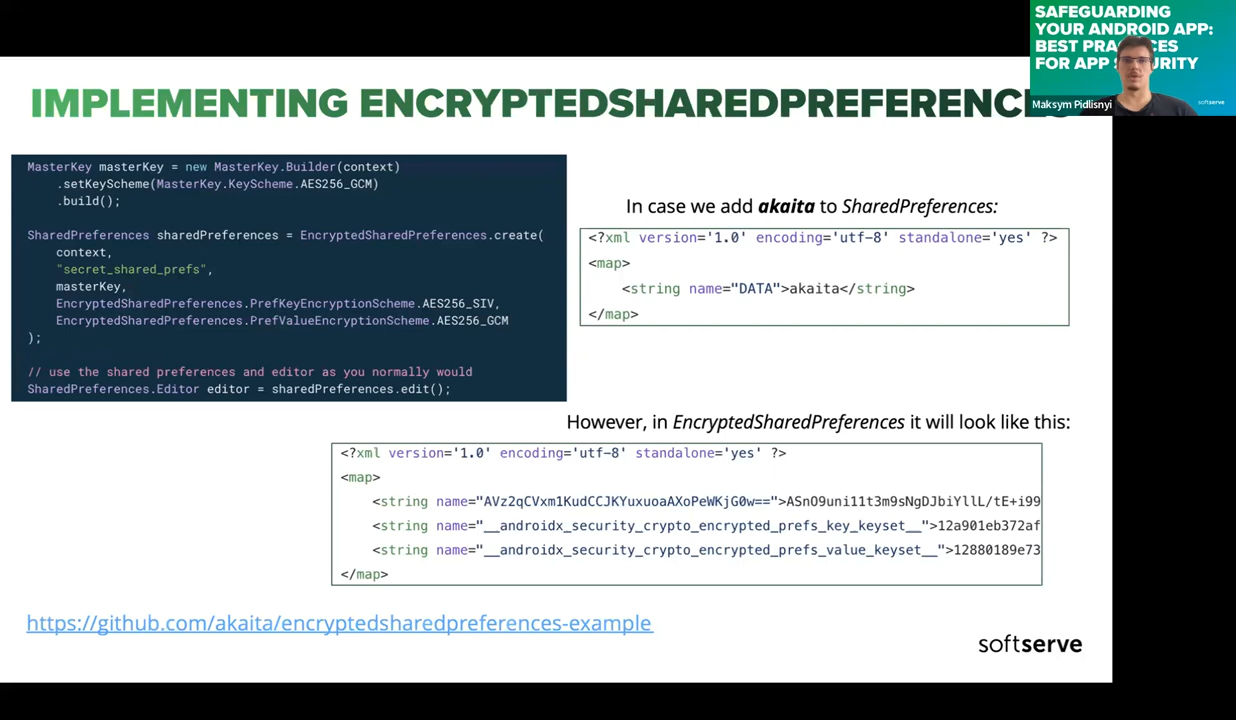 SAFEGUARDING
YOUR ANDROID APP:
BEST PRACTICES
FOR APP SECURITY
Maksym Pidlisnyi
softserve
IMPLEMENTING ENCRYPTEDSHAREDPREFERENCES
MasterKey masterKey = new MasterKey.Builder(context)
.setKeyScheme(MasterKey.KeyScheme.AES256_GCM)
.build();
SharedPreferences sharedPreferences = EncryptedSharedPreferences.create(
context,
"secret_shared_prefs",
masterKey,
EncryptedSharedPreferences.PrefKeyEncryptionScheme.AES256_SIV,
EncryptedSharedPreferences.PrefValueEncryptionScheme.AES256_GCM
);
// use the shared preferences and editor as you normally would
SharedPreferences.Editor editor = sharedPreferences.edit();
In case we add akaita to SharedPreferences:
<?xml version='1.0' encoding='utf-8' standalone='yes' ?>
<map>
<string name="DATA">akaita</string>
</map>
However, in EncryptedSharedPreferences it will look like this:
<?xml version='1.0' encoding='utf-8' standalone='yes' ?>
<map>
<string name="AVz2qCVxm1KudCCJKYuxuoaAXoPeWKjG0w==">ASnO9uni11t3m9sNgDJbiYllL/tE+i99
<string name="__androidx_security_crypto_encrypted_prefs_key_keyset__">12a901eb372af
<string name="__androidx_security_crypto_encrypted_prefs_value_keyset__">12880189e73
</map>
https://github.com/akaita/encryptedsharedpreferences-example
softserve